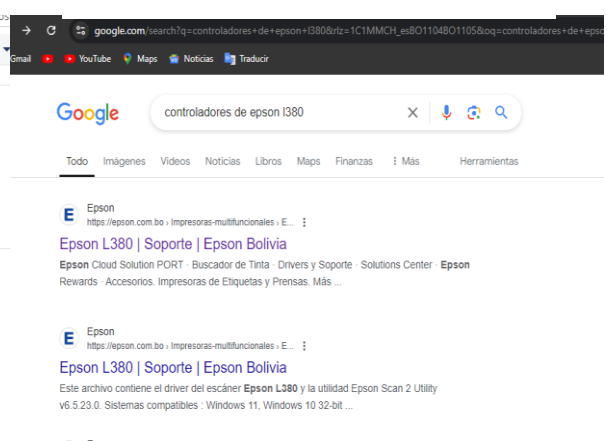 google.com/search?q=controladores+de+epson+l380&rlz=1C1MMCH_esBO1104BO1105&oq=controladores+de+epso
Gmail YouTube Maps Noticias Traducir
Google controladores de epson l380
Todo Imágenes Videos Noticias Libros Maps Finanzas Más Herramientas
Epson
https://epson.com.bo › Impresoras-multifuncionales › E...
Epson L380 | Soporte | Epson Bolivia
Epson Cloud Solution PORT · Buscador de Tinta · Drivers y Soporte · Solutions Center · Epson
Rewards · Accesorios. Impresoras de Etiquetas y Prensas. Más ...
Epson
https://epson.com.bo › Impresoras-multifuncionales › E...
Epson L380 | Soporte | Epson Bolivia
Este archivo contiene el driver del escáner Epson L380 y la utilidad Epson Scan 2 Utility
v6.5.23.0. Sistemas compatibles : Windows 11, Windows 10 32-bit ...